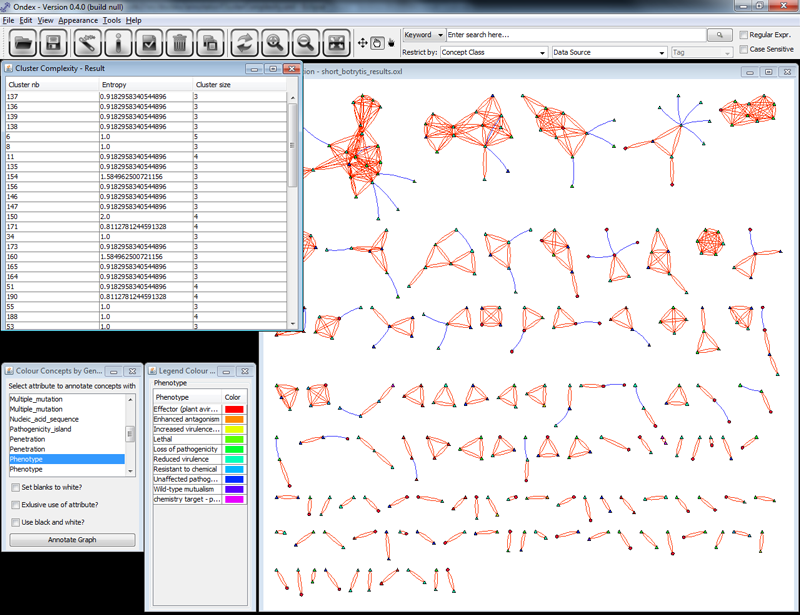 Ondex - Version 0.4.0 (build null)
File Edit View Appearance Tools Help
Keyword Enter search here...
Regular Expr.
Restrict by: Concept Class Data Source Tag
Case Sensitive
Cluster Complexity - Result
tion - short_botrytis_results.oxl
Cluster nb Entropy Cluster size
137 0.9182958340544896 3
136 0.9182958340544896 3
139 0.9182958340544896 3
138 0.9182958340544896 3
6 1.0 5
8 1.0 3
11 0.9182958340544896 4
135 0.9182958340544896 3
154 1.584962500721156 3
156 0.9182958340544896 3
146 0.9182958340544896 3
147 0.9182958340544896 3
150 2.0 4
171 0.8112781244591328 4
34 1.0 3
173 0.9182958340544896 3
160 1.584962500721156 3
165 0.9182958340544896 3
164 0.9182958340544896 3
51 0.9182958340544896 4
190 0.8112781244591328 4
55 1.0 3
188 1.0 4
53 1.0 3
Colour Concepts by Gen...
Select attribute to annotate concepts with
Multiple_mutation
Multiple_mutation
Nucleic_acid_sequence
Pathogenicity_island
Penetration
Penetration
Phenotype
Phenotype
Set blanks to white?
Exlusive use of attribute?
Use black and white?
Annotate Graph
Legend Colour ...
Phenotype
Phenotype Color
Effector (plant avir...
Enhanced antagonism
Increased virulence...
Lethal
Loss of pathogenicity
Reduced virulence
Resistant to chemical
Unaffected pathog...
Wild-type mutualism
chemistry target - p...